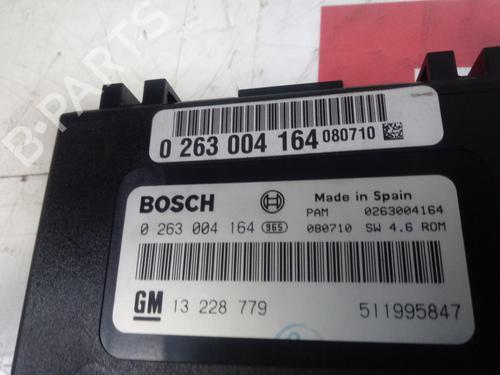 B-PARTS
0 263 004 164 080710
BOSCH
Made in Spain
0 263 004 164 965
PAM 0263004164
080710 SW 4.6 ROM
GM 13 228 779
511995847